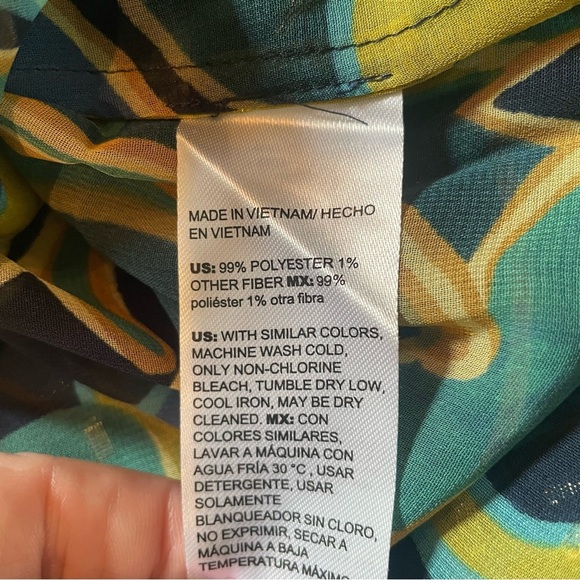 MADE IN VIETNAM/ HECHO
EN VIETNAM
US: 99% POLYESTER 1%
OTHER FIBER MX: 99%
poliéster 1% otra fibra
US: WITH SIMILAR COLORS,
MACHINE WASH COLD,
ONLY NON-CHLORINE
BLEACH, TUMBLE DRY LOW,
COOL IRON, MAY BE DRY
CLEANED. MX: CON
COLORES SIMILARES,
LAVAR A MÁQUINA CON
AGUA FRÍA 30 °C , USAR
DETERGENTE, USAR
SOLAMENTE
BLANQUEADOR SIN CLORO,
NO EXPRIMIR, SECAR A
MÁQUINA A BAJA
TEMPERATURA MÁXIMO